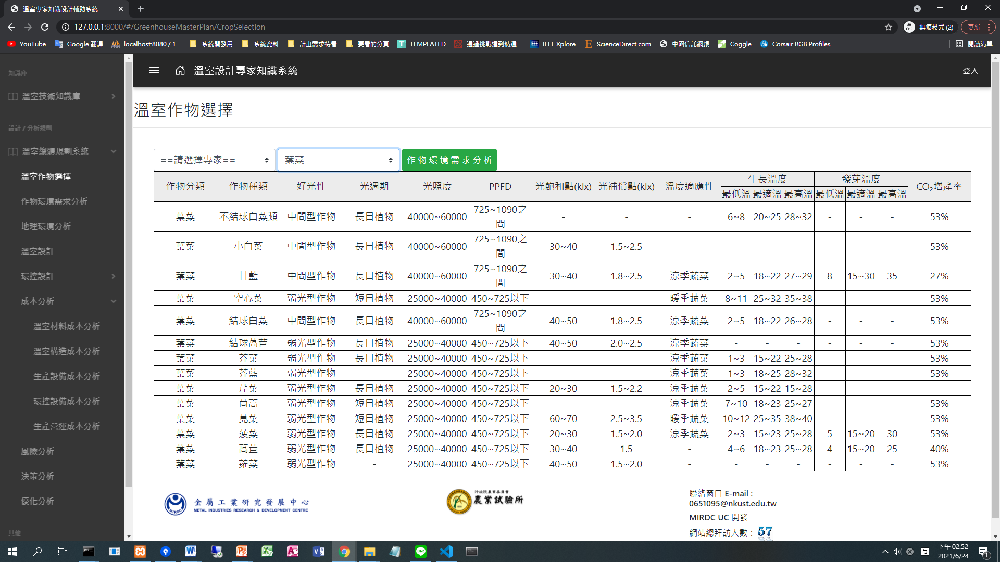 溫室專家知識設計輔助系統
127.0.0.1:8000/#/GreenhouseMasterPlan/CropSelection
無痕模式 (2)
更新
YouTube
Google 翻譯
localhost:8080 / 1...
系統開發用
系統資料
計畫需求待看
要看的分頁
TEMPLATED
通過挑戰達到精通...
IEEE Xplore
ScienceDirect.com
中國信託網銀
Coggle
Corsair RGB Profiles
閱讀清單
知識庫
溫室技術知識庫
設計 / 分析規劃
溫室總體規劃系統
溫室作物選擇
作物環境需求分析
地理環境分析
溫室設計
環控設計
成本分析
溫室材料成本分析
溫室構造成本分析
生產設備成本分析
環控設備成本分析
生產營運成本分析
風險分析
決策分析
優化分析
其他
溫室設計專家知識系統
登入
溫室作物選擇
==請選擇專家==
葉菜
作物環境需求分析
作物分類 作物種類 好光性 光週期 光照度 PPFD 光飽和點(klx) 光補償點(klx) 溫度適應性 生長溫度 發芽溫度 CO₂增產率
最低溫 最適溫 最高溫 最低溫 最適溫 最高溫
葉菜 不結球白菜類 中間型作物 長日植物 40000~60000 725~1090之間 - - - 6~8 20~25 28~32 - - - 53%
葉菜 小白菜 中間型作物 長日植物 40000~60000 725~1090之間 30~40 1.5~2.5 - - - - - - - 53%
葉菜 甘藍 中間型作物 長日植物 40000~60000 725~1090之間 30~40 1.8~2.5 涼季蔬菜 2~5 18~22 27~29 8 15~30 35 27%
葉菜 空心菜 弱光型作物 短日植物 25000~40000 450~725以下 - - 暖季蔬菜 8~11 25~32 35~38 - - - 53%
葉菜 結球白菜 中間型作物 長日植物 40000~60000 725~1090之間 40~50 1.8~2.5 涼季蔬菜 2~5 18~22 26~28 - - - 53%
葉菜 結球萵苣 弱光型作物 長日植物 25000~40000 450~725以下 40~50 2.0~2.5 涼季蔬菜 - - - - - - 53%
葉菜 芥菜 弱光型作物 長日植物 25000~40000 450~725以下 - - 涼季蔬菜 1~3 15~22 25~28 - - - 53%
葉菜 芥藍 弱光型作物 - 25000~40000 450~725以下 - - 涼季蔬菜 1~3 18~25 28~32 - - - 53%
葉菜 芹菜 弱光型作物 長日植物 25000~40000 450~725以下 20~30 1.5~2.2 涼季蔬菜 2~5 15~22 15~28 - - - -
葉菜 茼蒿 弱光型作物 短日植物 25000~40000 450~725以下 - - 涼季蔬菜 7~10 18~23 25~27 - - - 53%
葉菜 莧菜 弱光型作物 短日植物 25000~40000 450~725以下 60~70 2.5~3.5 暖季蔬菜 10~12 25~35 38~40 - - - 53%
葉菜 菠菜 弱光型作物 長日植物 25000~40000 450~725以下 20~30 1.5~2.0 涼季蔬菜 2~3 15~23 25~28 5 15~20 30 53%
葉菜 萵苣 弱光型作物 長日植物 25000~40000 450~725以下 30~40 1.5 - 4~6 18~23 25~28 4 15~20 25 40%
葉菜 蕹菜 弱光型作物 - 25000~40000 450~725以下 40~50 1.5~2.0 - - - - - - - 53%
MIRDC
金屬工業研究發展中心
METAL INDUSTRIES RESEARCH & DEVELOPMENT CENTRE
行政院農業委員會
農業試驗所
聯絡窗口 E-mail :
0651095@nkust.edu.tw
MIRDC UC 開發
網站總拜訪人數 : 57
下午 02:52
2021/6/24
1